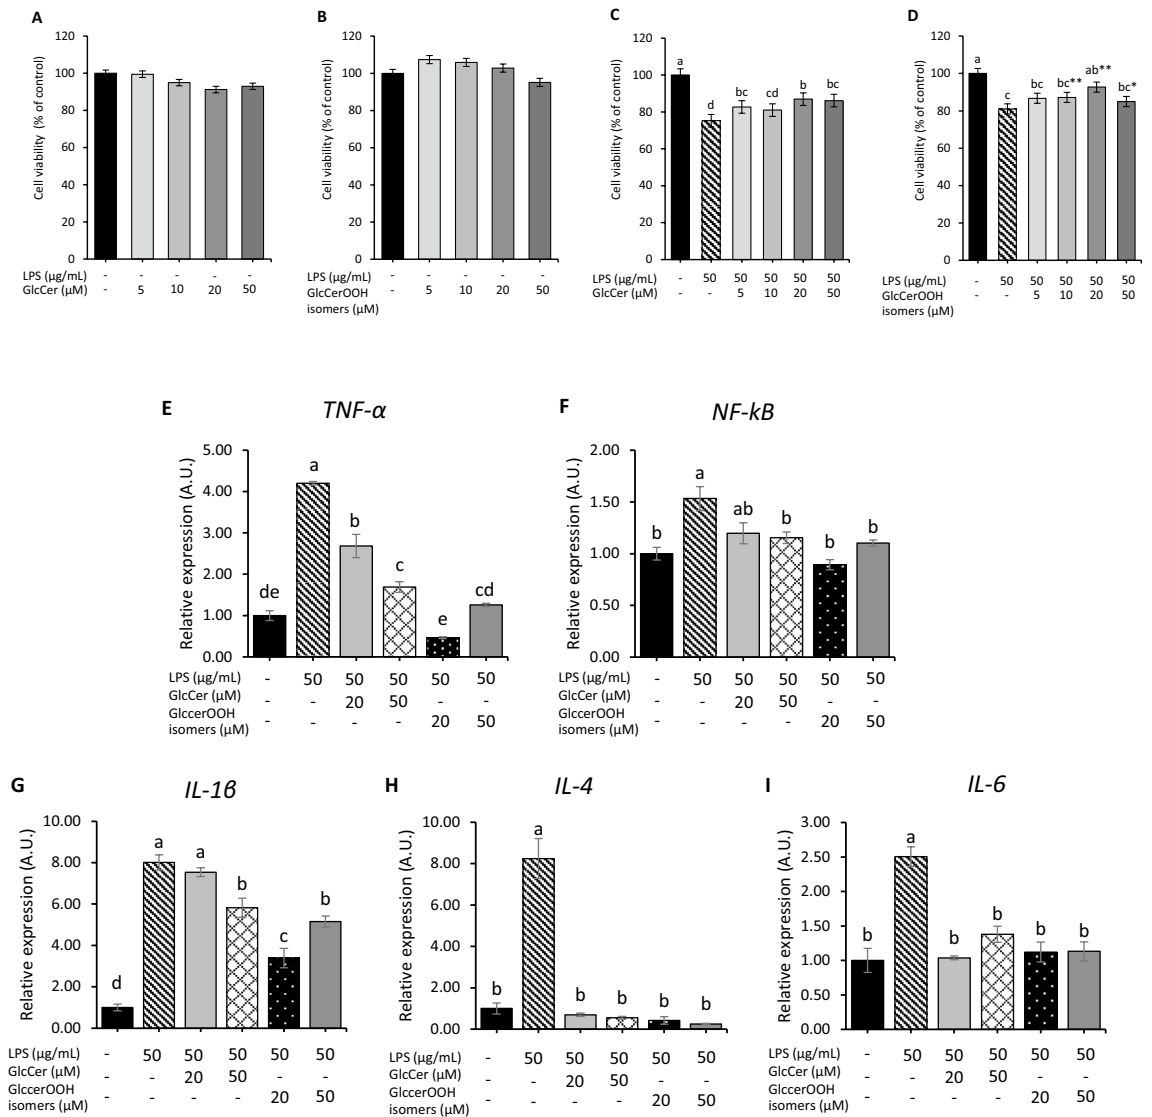 A
120
100
80
60
40
20
0
Cell viability (% of control)
LPS (µg/mL) - - - - -
GlcCer (µM) - 5 10 20 50
B
120
100
80
60
40
20
0
Cell viability (% of control)
LPS (µg/mL) - - - - -
GlcCerOOH - 5 10 20 50
isomers (µM)
C
120
100
80
60
40
20
0
Cell viability (% of control)
a d bc cd b bc
LPS (µg/mL) - 50 50 50 50 50
GlcCer (µM) - - 5 10 20 50
D
120
100
80
60
40
20
0
Cell viability (% of control)
a c bc bc** ab** bc*
LPS (µg/mL) - 50 50 50 50 50
GlcCerOOH - - 5 10 20 50
isomers (µM)
E
TNF-α
5.00
4.00
3.00
2.00
1.00
0.00
Relative expression (A.U.)
de a b c e cd
LPS (µg/mL) - 50 50 50 50 50
GlcCer (µM) - - 20 50 - -
GlccerOOH - - - - 20 50
isomers (µM)
F
NF-kB
2.00
1.50
1.00
0.50
0.00
Relative expression (A.U.)
b a ab b b b
LPS (µg/mL) - 50 50 50 50 50
GlcCer (µM) - - 20 50 - -
GlccerOOH - - - - 20 50
isomers (µM)
G
IL-1β
10.00
8.00
6.00
4.00
2.00
0.00
Relative expression (A.U.)
d a a b c b
LPS (µg/mL) - 50 50 50 50 50
GlcCer (µM) - - 20 50 - -
GlccerOOH - - - - 20 50
isomers (µM)
H
IL-4
10.00
8.00
6.00
4.00
2.00
0.00
Relative expression (A.U.)
b a b b b b
LPS (µg/mL) - 50 50 50 50 50
GlcCer (µM) - - 20 50 - -
GlccerOOH - - - - 20 50
isomers (µM)
I
IL-6
3.00
2.50
2.00
1.50
1.00
0.50
0.00
Relative expression (A.U.)
b a b b b b
LPS (µg/mL) - 50 50 50 50 50
GlcCer (µM) - - 20 50 - -
GlccerOOH - - - - 20 50
isomers (µM)